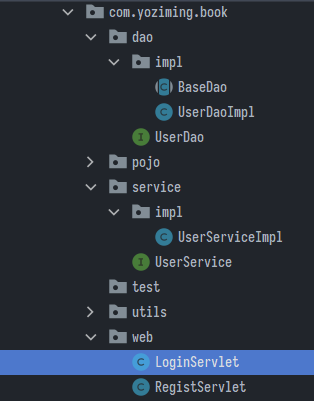 com.yoziming.book
dao
impl
BaseDao
UserDaoImpl
UserDao
pojo
service
impl
UserServiceImpl
UserService
test
utils
web
LoginServlet
RegistServlet